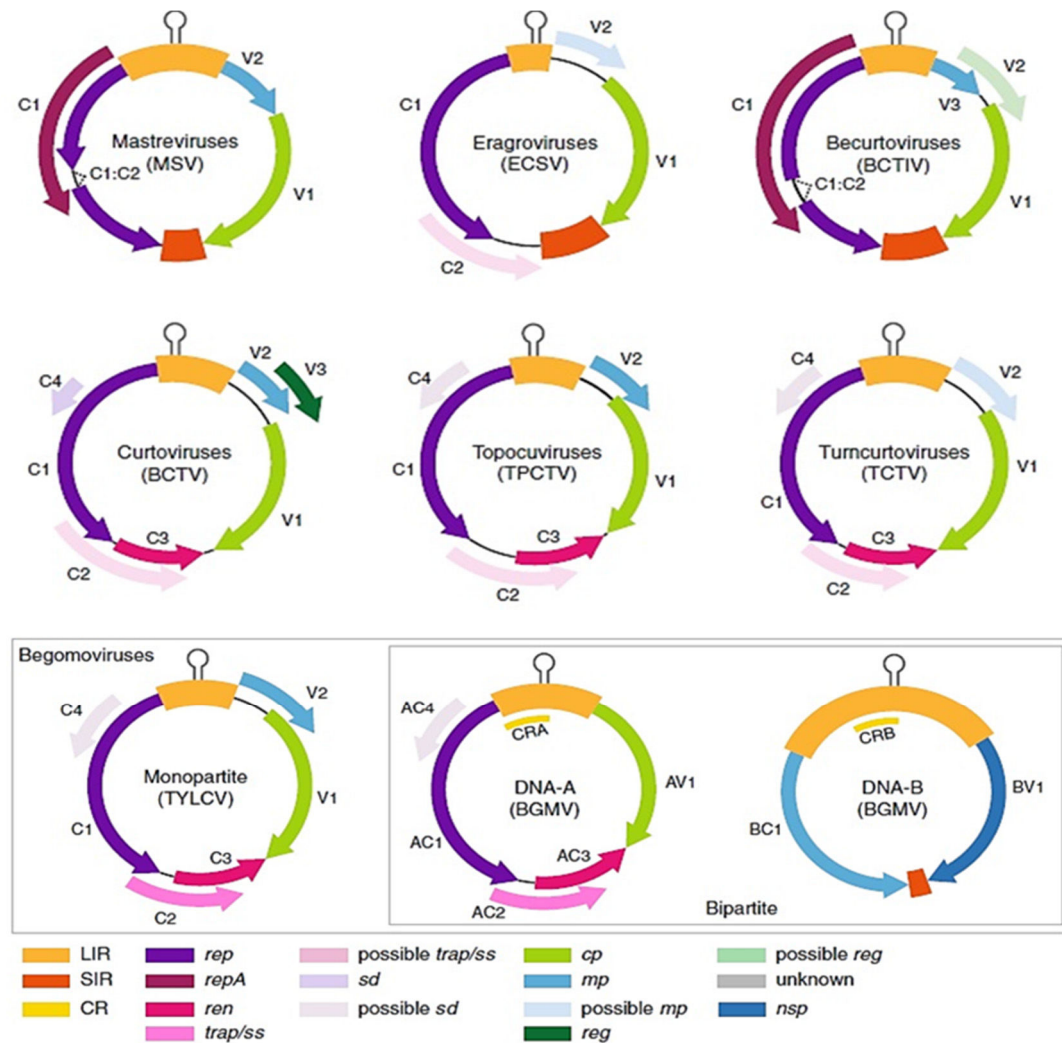 V2
C1
Mastreviruses
(MSV)
C1:C2
V1
V2
C1
Eragroviruses
(ECSV)
V1
C2
V2
C1
V3
Becurtoviruses
(BCTIV)
C1:C2
V1
C4
V2
V3
Curtoviruses
(BCTV)
C1
V1
C3
C2
C4
V2
Topocuviruses
(TPCTV)
C1
V1
C3
C2
C4
V2
Turncurtoviruses
(TCTV)
C1
V1
C3
C2
Begomoviruses
C4
V2
Monopartite
(TYLCV)
V1
C1
C3
C2
AC4
CRA
DNA-A
(BGMV)
AV1
AC1
AC3
AC2
CRB
DNA-B
(BGMV)
BV1
BC1
Bipartite
LIR
rep
possible trap/ss
cp
possible reg
SIR
repA
sd
mp
unknown
CR
ren
possible sd
possible mp
nsp
trap/ss
reg